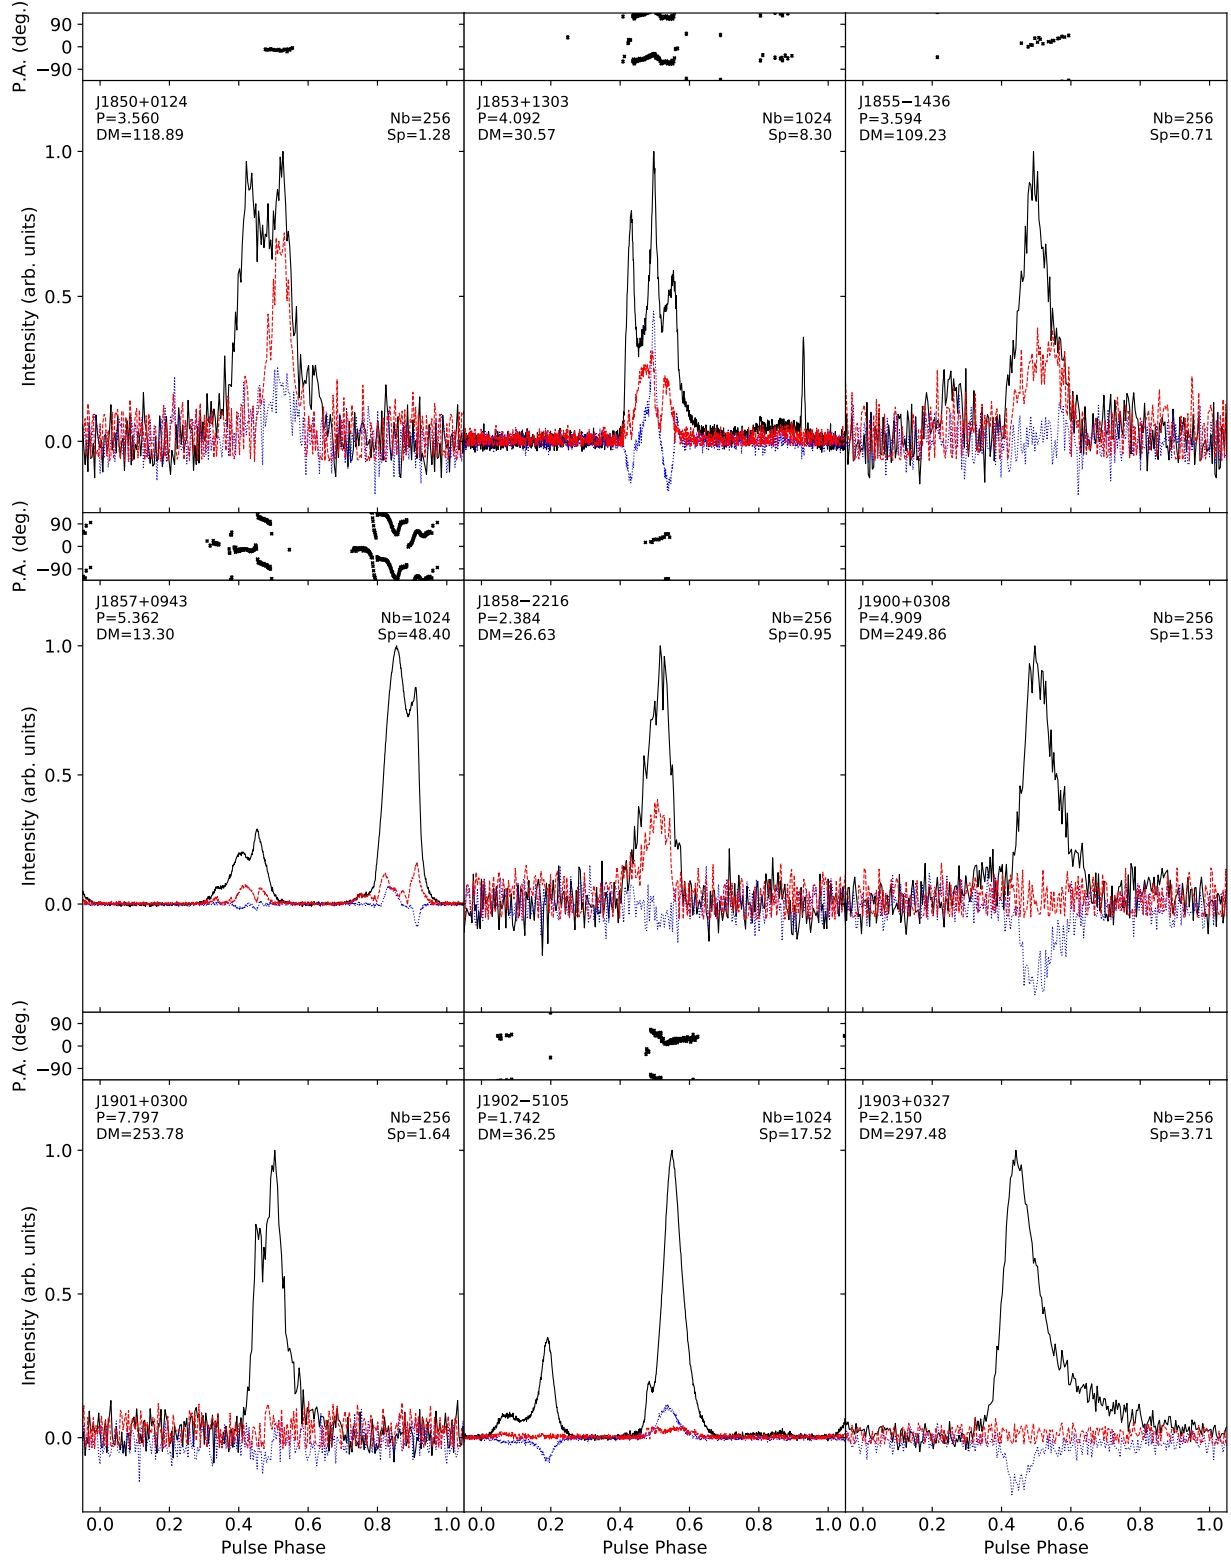 P.A. (deg.)
90
0
−90
J1850+0124
P=3.560
DM=118.89
Nb=256
Sp=1.28
J1853+1303
P=4.092
DM=30.57
Nb=1024
Sp=8.30
J1855−1436
P=3.594
DM=109.23
Nb=256
Sp=0.71
Intensity (arb. units)
1.0
0.5
0.0
P.A. (deg.)
90
0
−90
J1857+0943
P=5.362
DM=13.30
Nb=1024
Sp=48.40
J1858−2216
P=2.384
DM=26.63
Nb=256
Sp=0.95
J1900+0308
P=4.909
DM=249.86
Nb=256
Sp=1.53
Intensity (arb. units)
1.0
0.5
0.0
P.A. (deg.)
90
0
−90
J1901+0300
P=7.797
DM=253.78
Nb=256
Sp=1.64
J1902−5105
P=1.742
DM=36.25
Nb=1024
Sp=17.52
J1903+0327
P=2.150
DM=297.48
Nb=256
Sp=3.71
Intensity (arb. units)
1.0
0.5
0.0
0.0 0.2 0.4 0.6 0.8 1.0
0.0 0.2 0.4 0.6 0.8 1.0
0.0 0.2 0.4 0.6 0.8 1.0
Pulse Phase
Pulse Phase
Pulse Phase